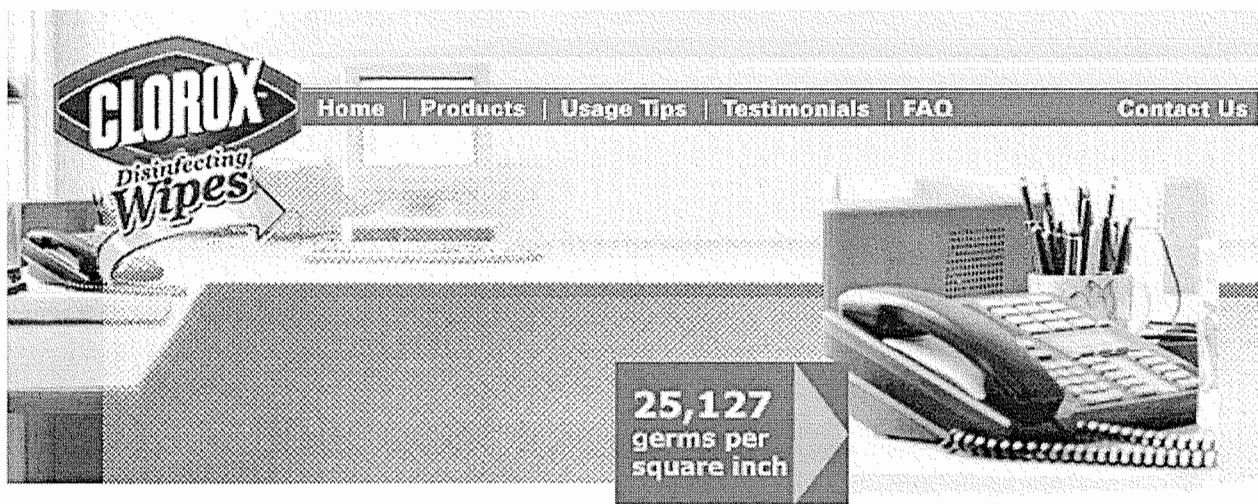 CLOROX
Disinfecting
Wipes
Home | Products | Usage Tips | Testimonials | FAQ Contact Us
25,127
germs per
square inch